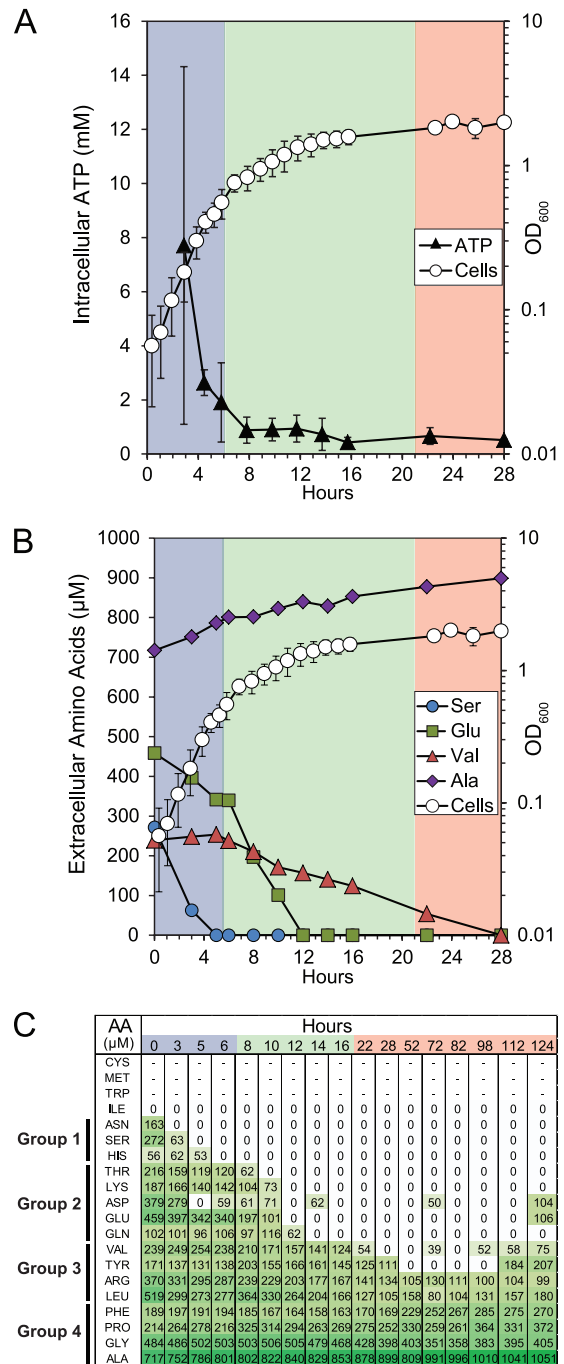 A
16
14
12
10
8
6
4
2
0
Intracellular ATP (mM)
10
1
0.1
0.01
OD600
ATP
Cells
0 4 8 12 16 20 24 28
Hours
B
1000
900
800
700
600
500
400
300
200
100
0
Extracellular Amino Acids (µM)
10
1
0.1
0.01
OD600
Ser
Glu
Val
Ala
Cells
0 4 8 12 16 20 24 28
Hours
C
AA (µM) Hours
0 3 5 6 8 10 12 14 16 22 28 52 72 82 98 112 124
CYS - - - - - - - - - - - - - - - - -
MET - - - - - - - - - - - - - - - - -
TRP - - - - - - - - - - - - - - - - -
ILE 0 0 0 0 0 0 0 0 0 0 0 0 0 0 0 0 0
Group 1
ASN 163 0 0 0 0 0 0 0 0 0 0 0 0 0 0 0 0
SER 272 63 0 0 0 0 0 0 0 0 0 0 0 0 0 0 0
HIS 56 62 53 0 0 0 0 0 0 0 0 0 0 0 0 0 0
Group 2
THR 216 159 119 120 62 0 0 0 0 0 0 0 0 0 0 0 0
LYS 187 166 140 142 104 73 0 0 0 0 0 0 0 0 0 0 0
ASP 379 279 0 59 61 71 0 62 0 0 0 0 50 0 0 0 104
GLU 459 397 342 340 197 101 0 0 0 0 0 0 0 0 0 0 106
GLN 102 101 96 106 97 116 62 0 0 0 0 0 0 0 0 0 0
Group 3
VAL 239 249 254 238 210 171 157 141 124 54 0 0 39 0 52 58 75
TYR 171 137 131 138 203 155 166 161 145 125 111 0 0 0 0 184 207
ARG 370 331 295 287 239 229 203 177 167 141 134 105 130 111 100 104 99
LEU 519 299 273 277 364 330 264 204 166 127 105 158 80 104 131 157 180
Group 4
PHE 189 197 191 194 185 167 164 158 163 170 169 229 252 267 285 275 270
PRO 214 264 278 216 325 314 294 263 269 275 252 330 259 261 364 331 372
GLY 484 486 502 503 503 506 505 479 468 428 398 403 351 358 383 395 405
ALA 717 752 786 801 802 822 840 829 853 878 899 809 991 996 101 1041 1051